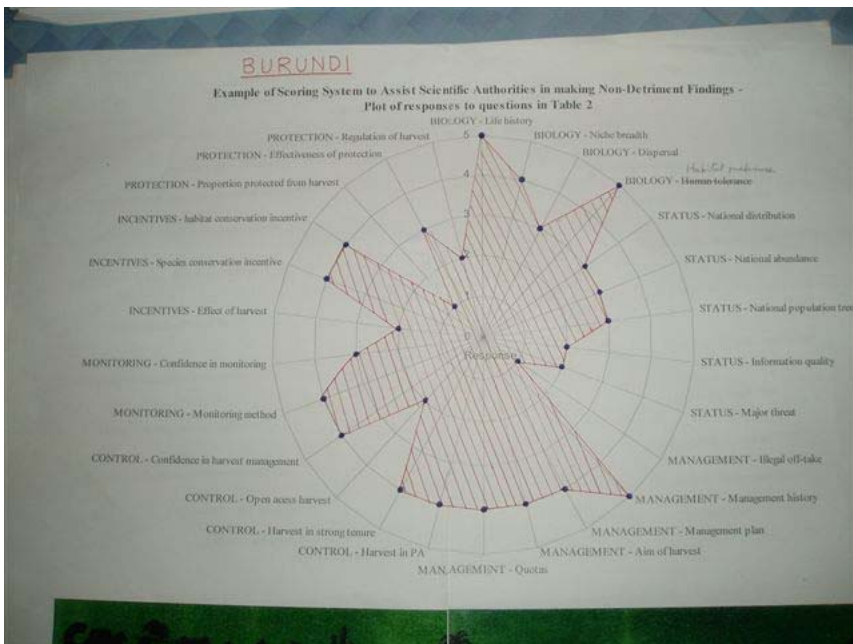 BURUNDI
Example of Scoring System to Assist Scientific Authorities in making Non-Detriment Findings -
Plot of responses to questions in Table 2
BIOLOGY - Life history
BIOLOGY - Niche breadth
BIOLOGY - Dispersal
Habitat preference
BIOLOGY - Human tolerance
STATUS - National distribution
STATUS - National abundance
STATUS - National population tren
STATUS - Information quality
STATUS - Major threat
MANAGEMENT - Illegal off-take
MANAGEMENT - Management history
MANAGEMENT - Management plan
MANAGEMENT - Aim of harvest
MANAGEMENT - Quotas
CONTROL - Harvest in PA
CONTROL - Harvest in strong tenure
CONTROL - Open acess harvest
CONTROL - Confidence in harvest management
MONITORING - Monitoring method
MONITORING - Confidence in monitoring
INCENTIVES - Effect of harvest
INCENTIVES - Species conservation incentive
INCENTIVES - habitat conservation incentive
PROTECTION - Proportion protected from harvest
PROTECTION - Effectiveness of protection
PROTECTION - Regulation of harvest
5
4
3
2
1
0
Response